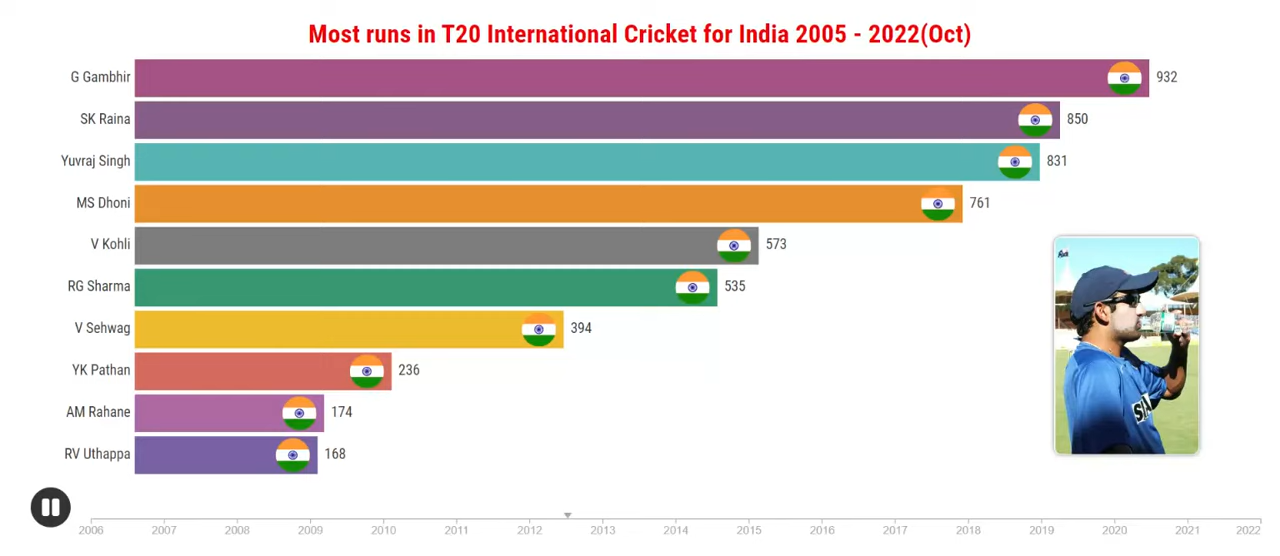 Most runs in T20 International Cricket for India 2005 - 2022(Oct)
G Gambhir 932
SK Raina 850
Yuvraj Singh 831
MS Dhoni 761
V Kohli 573
RG Sharma 535
V Sehwag 394
YK Pathan 236
AM Rahane 174
RV Uthappa 168
2006 2007 2008 2009 2010 2011 2012 2013 2014 2015 2016 2017 2018 2019 2020 2021 2022